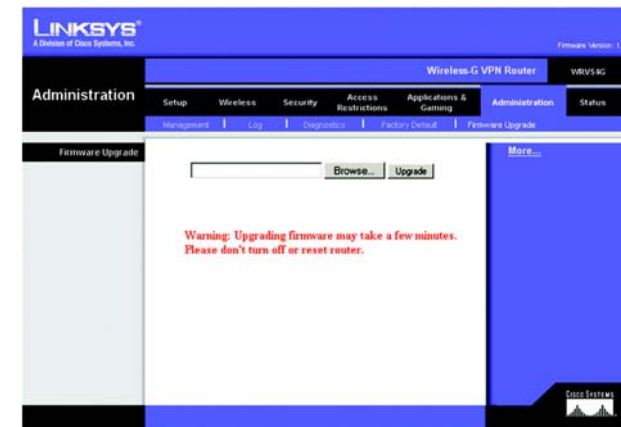 LINKSYS®
A Division of Cisco Systems, Inc.
Firmware Version: 1
Wireless-G VPN Router WRV54G
Administration
Setup Wireless Security Access Restrictions Applications & Gaming Administration Status
Management | Log | Diagnostics | Factory Default | Firmware Upgrade
Firmware Upgrade
More...
Browse... Upgrade
Warning: Upgrading firmware may take a few minutes.
Please don't turn off or reset router.
CISCO SYSTEMS